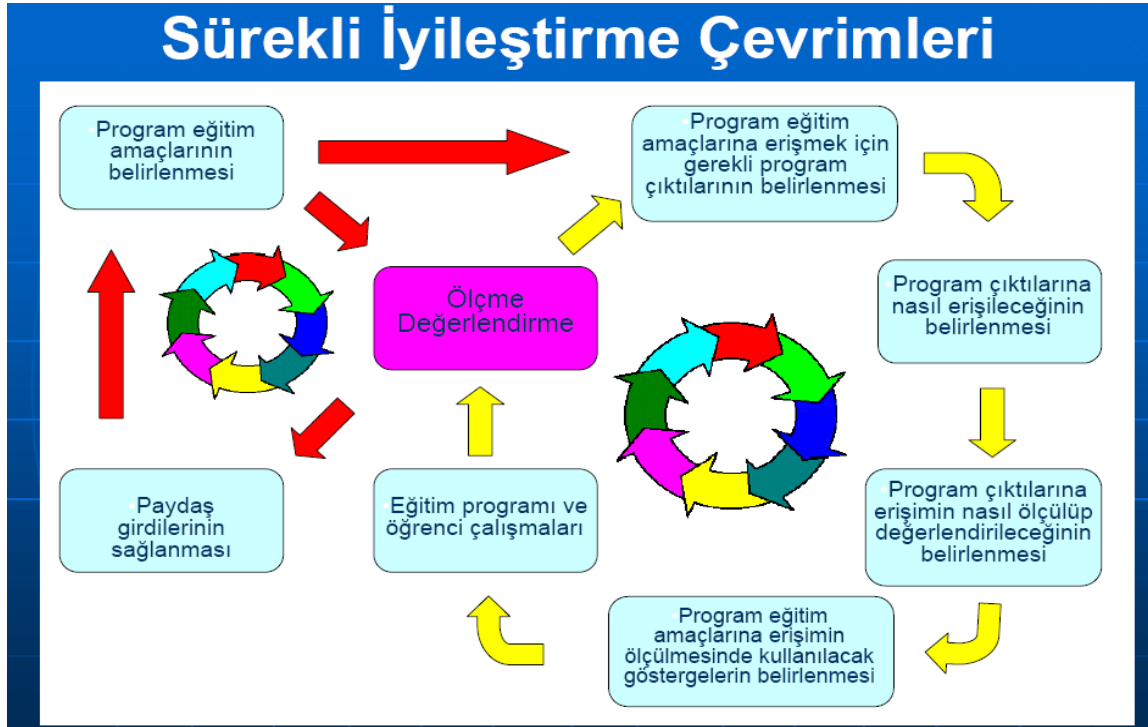 Sürekli İyileştirme Çevrimleri
Program eğitim
amaçlarının
belirlenmesi
Program eğitim
amaçlarına erişmek için
gerekli program
çıktılarının belirlenmesi
Ölçme
Değerlendirme
Program çıktılarına
nasıl erişileceğinin
belirlenmesi
Paydaş
girdilerinin
sağlanması
Eğitim programı ve
öğrenci çalışmaları
Program çıktılarına
erişimin nasıl ölçülüp
değerlendirileceğinin
belirlenmesi
Program eğitim
amaçlarına erişimin
ölçülmesinde kullanılacak
göstergelerin belirlenmesi